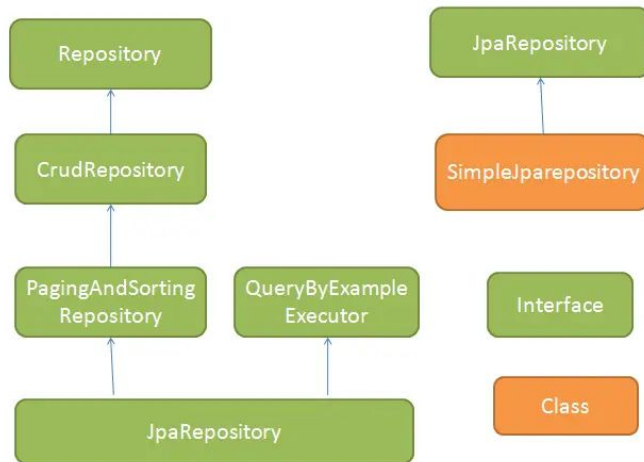 Repository
JpaRepository
CrudRepository
SimpleJparepository
PagingAndSorting
Repository
QueryByExample
Executor
Interface
JpaRepository
Class